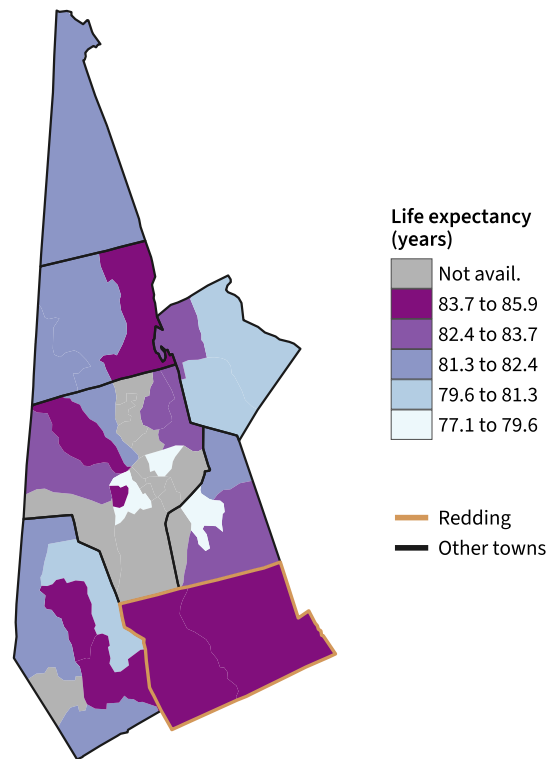 Life expectancy
(years)
Not avail.
83.7 to 85.9
82.4 to 83.7
81.3 to 82.4
79.6 to 81.3
77.1 to 79.6
Redding
Other towns